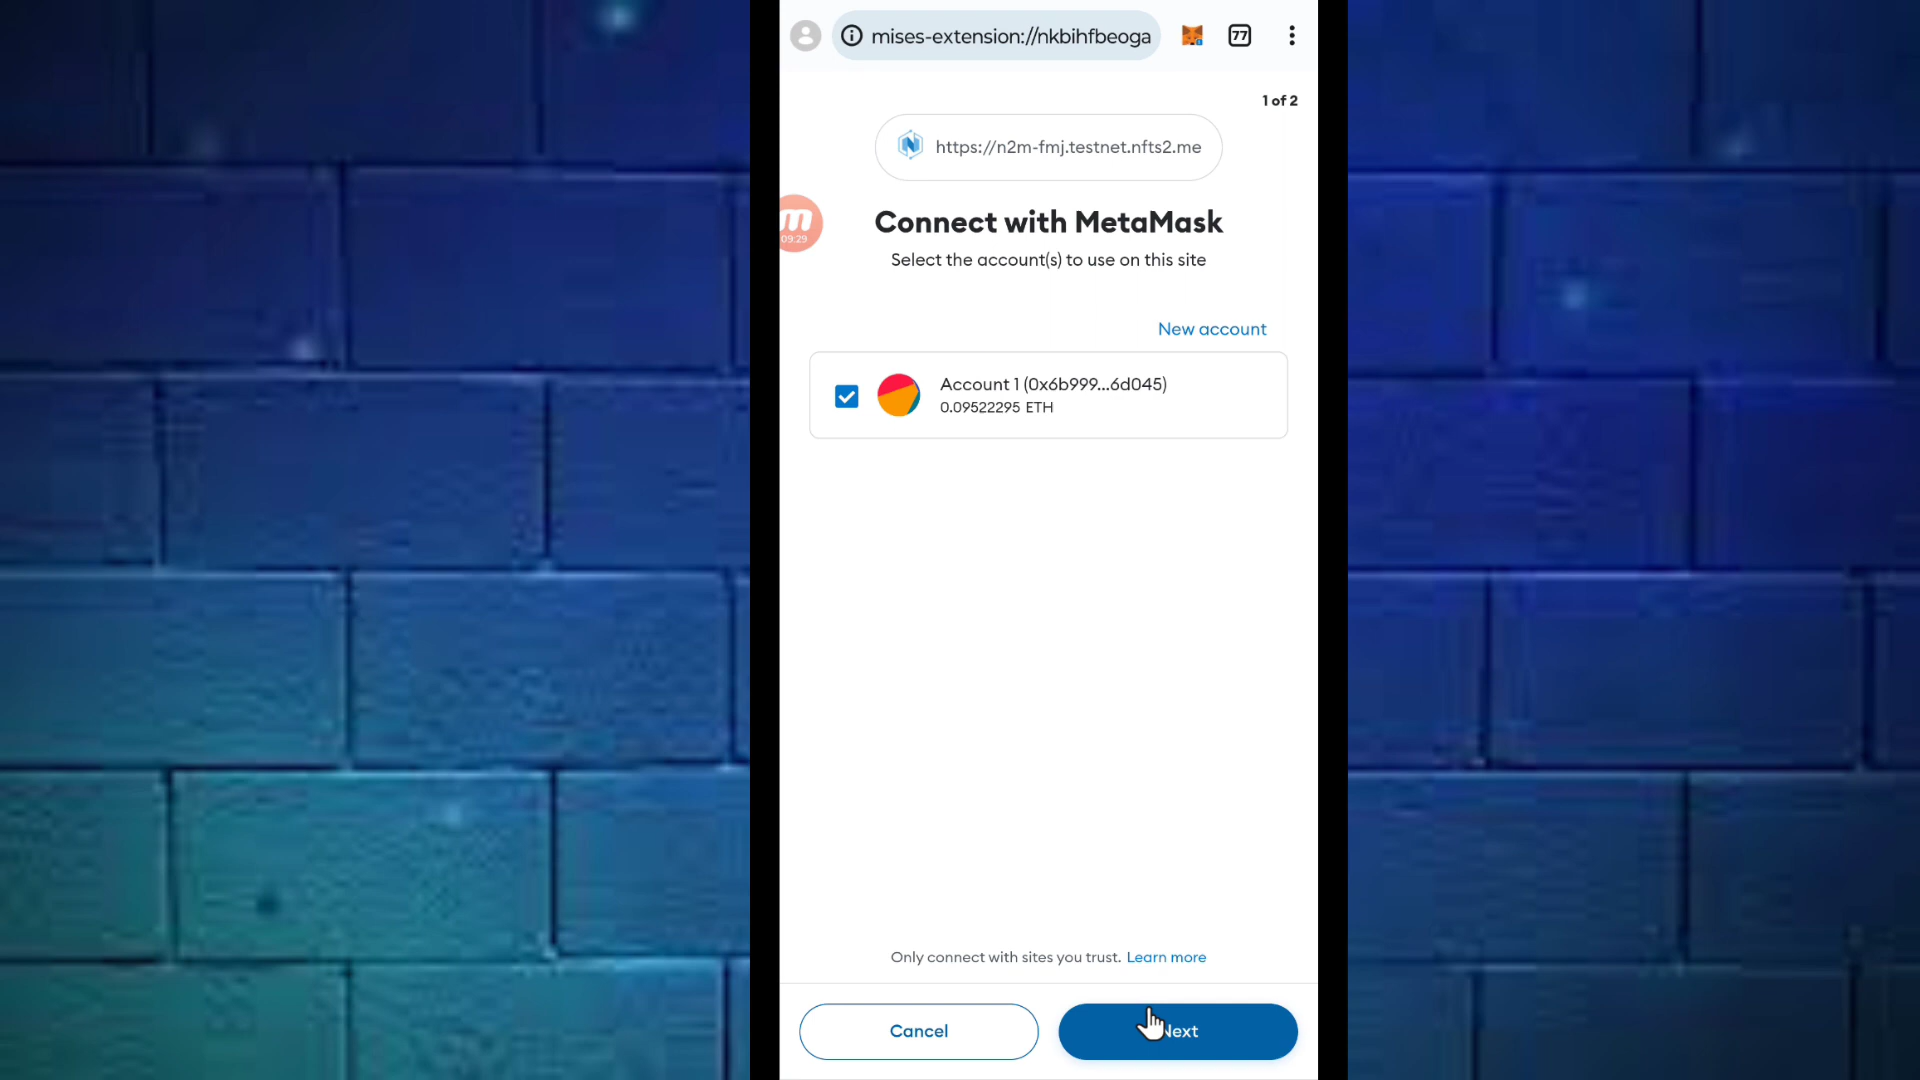 mises-extension://nkbihfbeoga
77
1 of 2
https://n2m-fmj.testnet.nfts2.me
m
09:29
Connect with MetaMask
Select the account(s) to use on this site
New account
Account 1 (0x6b999...6d045)
0.09522295 ETH
Only connect with sites you trust. Learn more
Cancel
Next